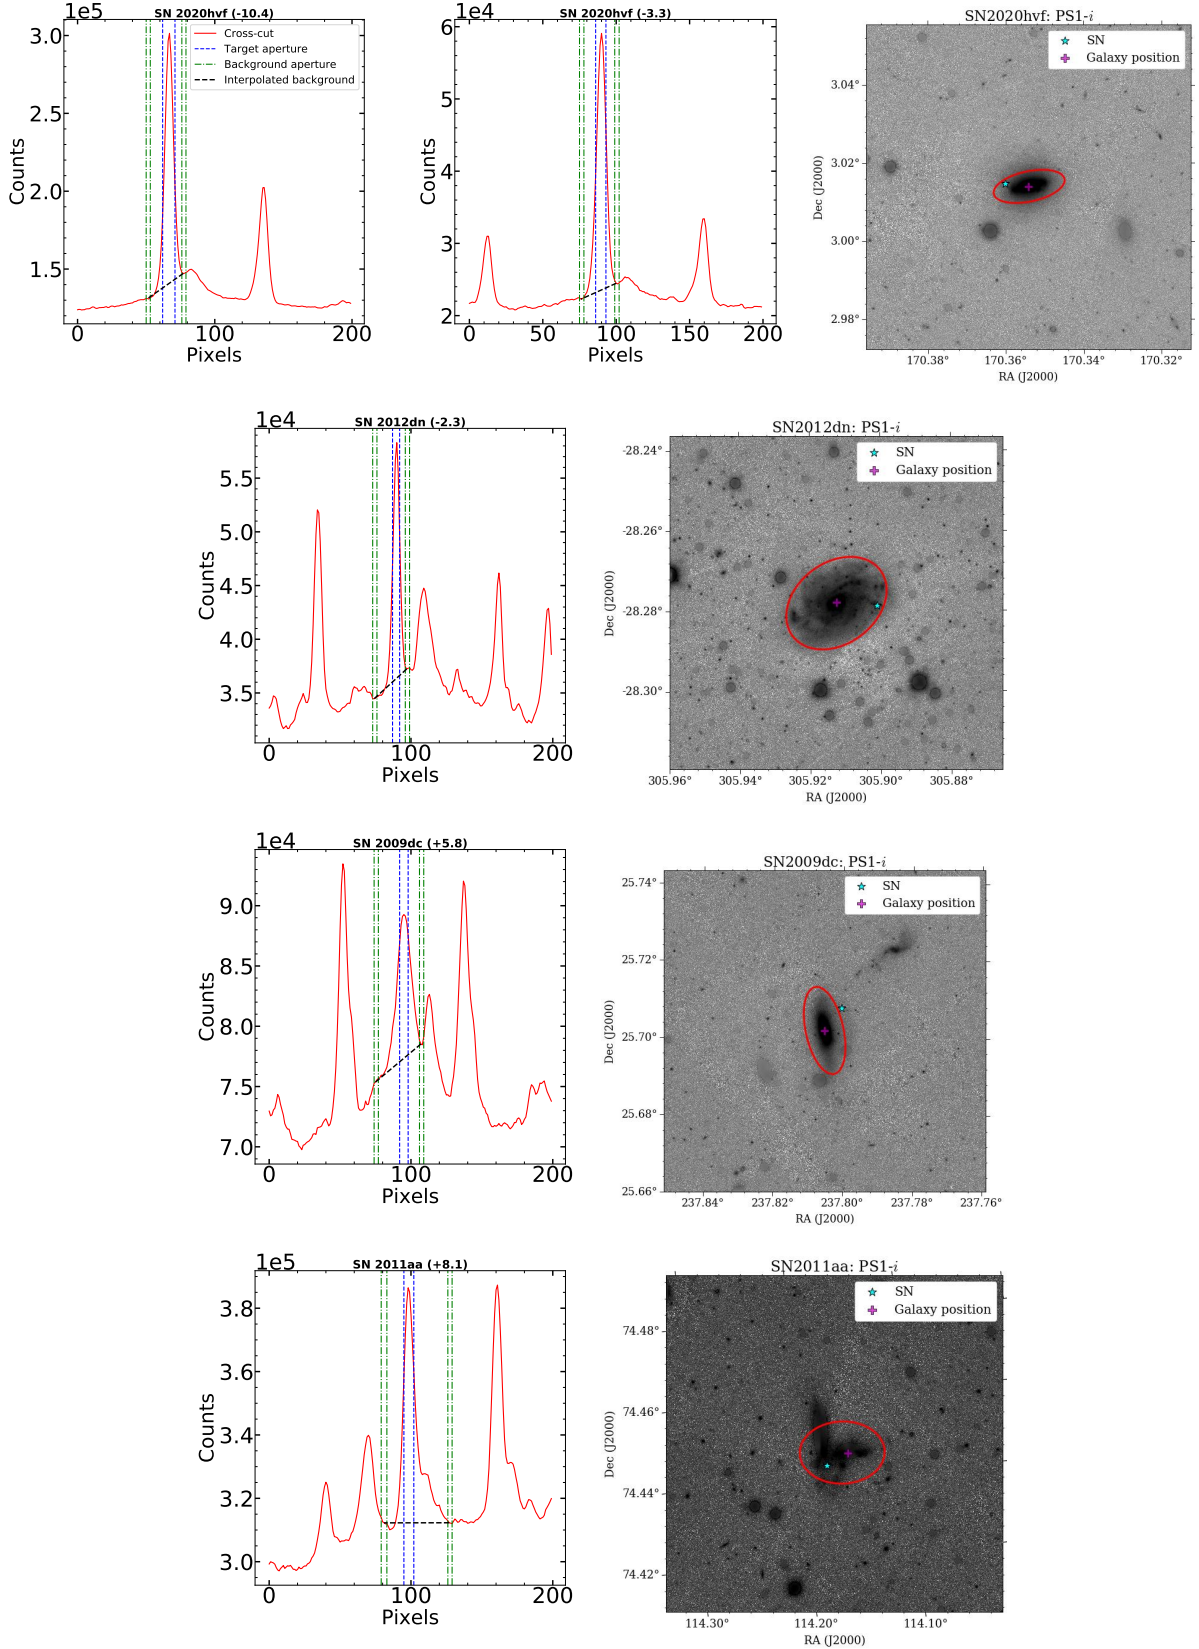 1e5
SN 2020hvf (-10.4)
Cross-cut
Target aperture
Background aperture
Interpolated background
3.0
2.5
2.0
1.5
Counts
0 100 200
Pixels
1e4
SN 2020hvf (-3.3)
6
5
4
3
2
Counts
0 50 100 150 200
Pixels
SN2020hvf: PS1-i
SN
Galaxy position
3.04°
3.02°
3.00°
2.98°
Dec (J2000)
170.38° 170.36° 170.34° 170.32°
RA (J2000)
1e4
SN 2012dn (-2.3)
5.5
5.0
4.5
4.0
3.5
Counts
0 100 200
Pixels
SN2012dn: PS1-i
SN
Galaxy position
-28.24°
-28.26°
-28.28°
-28.30°
Dec (J2000)
305.96° 305.94° 305.92° 305.90° 305.88°
RA (J2000)
1e4
SN 2009dc (+5.8)
9.0
8.5
8.0
7.5
7.0
Counts
0 100 200
Pixels
SN2009dc: PS1-i
SN
Galaxy position
25.74°
25.72°
25.70°
25.68°
25.66°
Dec (J2000)
237.84° 237.82° 237.80° 237.78° 237.76°
RA (J2000)
1e5
SN 2011aa (+8.1)
3.8
3.6
3.4
3.2
3.0
Counts
0 100 200
Pixels
SN2011aa: PS1-i
SN
Galaxy position
74.48°
74.46°
74.44°
74.42°
Dec (J2000)
114.30° 114.20° 114.10°
RA (J2000)